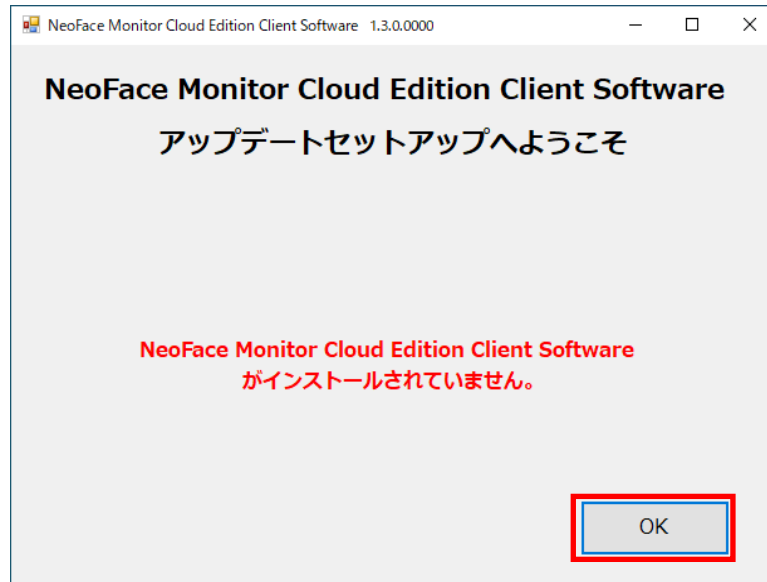 NeoFace Monitor Cloud Edition Client Software 1.3.0.0000
NeoFace Monitor Cloud Edition Client Software
アップデートセットアップへようこそ
NeoFace Monitor Cloud Edition Client Software
がインストールされていません。
OK